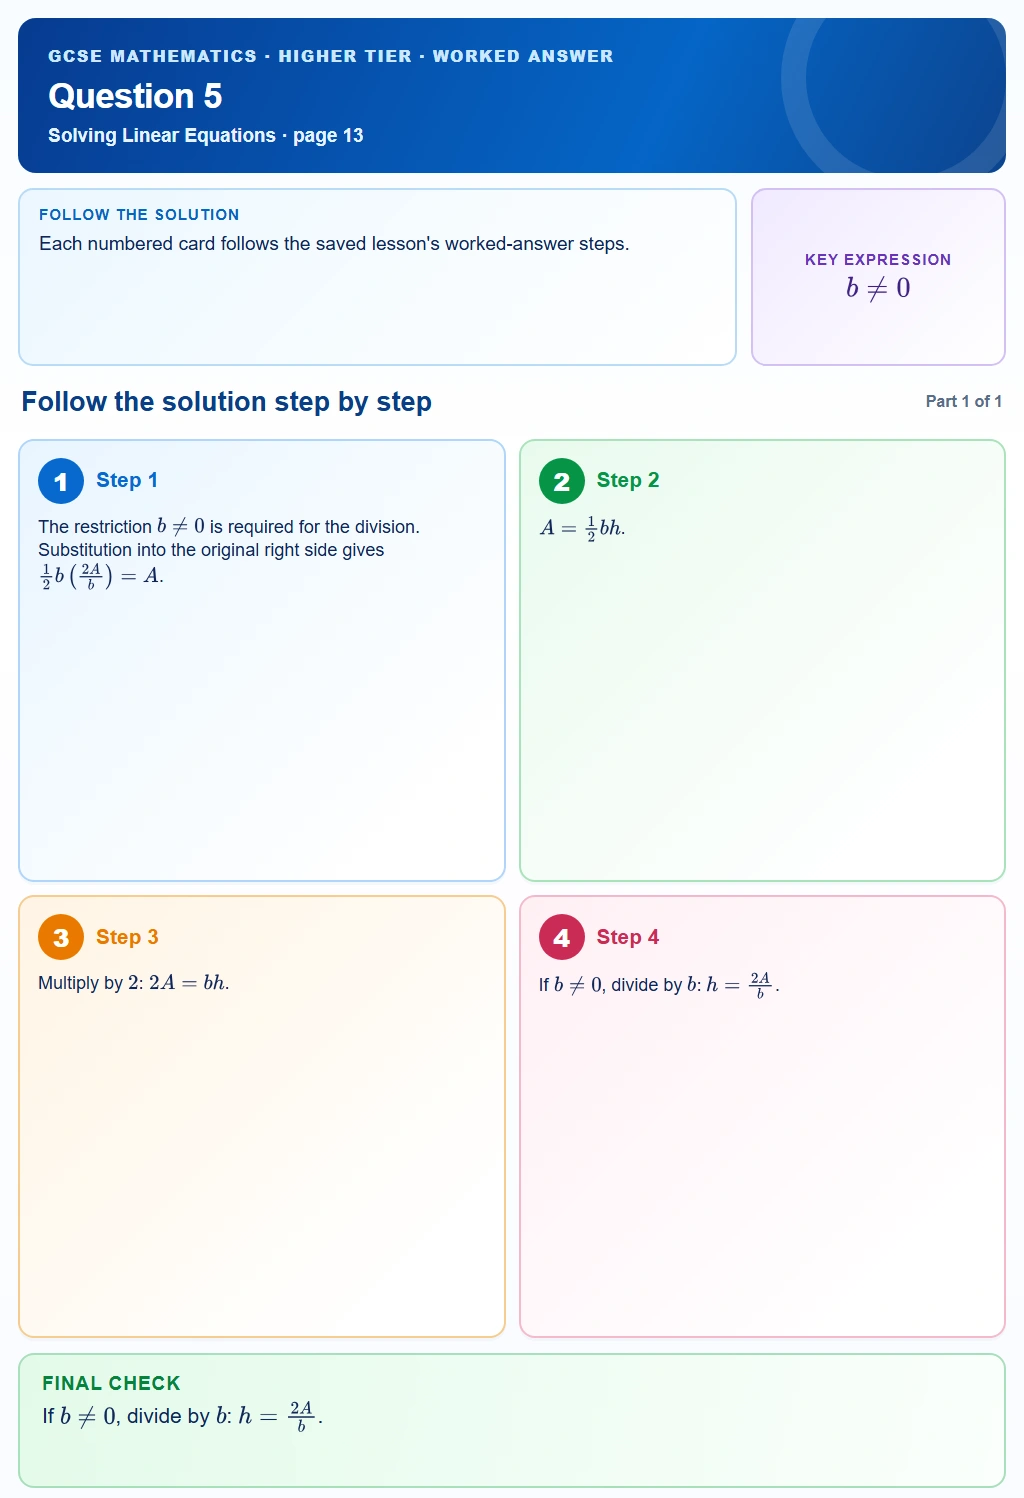 GCSE MATHEMATICS · HIGHER TIER · WORKED ANSWER
Question 5
Solving Linear Equations · page 13
FOLLOW THE SOLUTION
Each numbered card follows the saved lesson's worked-answer steps.
KEY EXPRESSION
b ≠ 0
Follow the solution step by step
Part 1 of 1
1 Step 1
The restriction b ≠ 0 is required for the division.
Substitution into the original right side gives
½b (2A/b) = A.
2 Step 2
A = ½bh.
3 Step 3
Multiply by 2: 2A = bh.
4 Step 4
If b ≠ 0, divide by b: h = 2A/b.
FINAL CHECK
If b ≠ 0, divide by b: h = 2A/b.